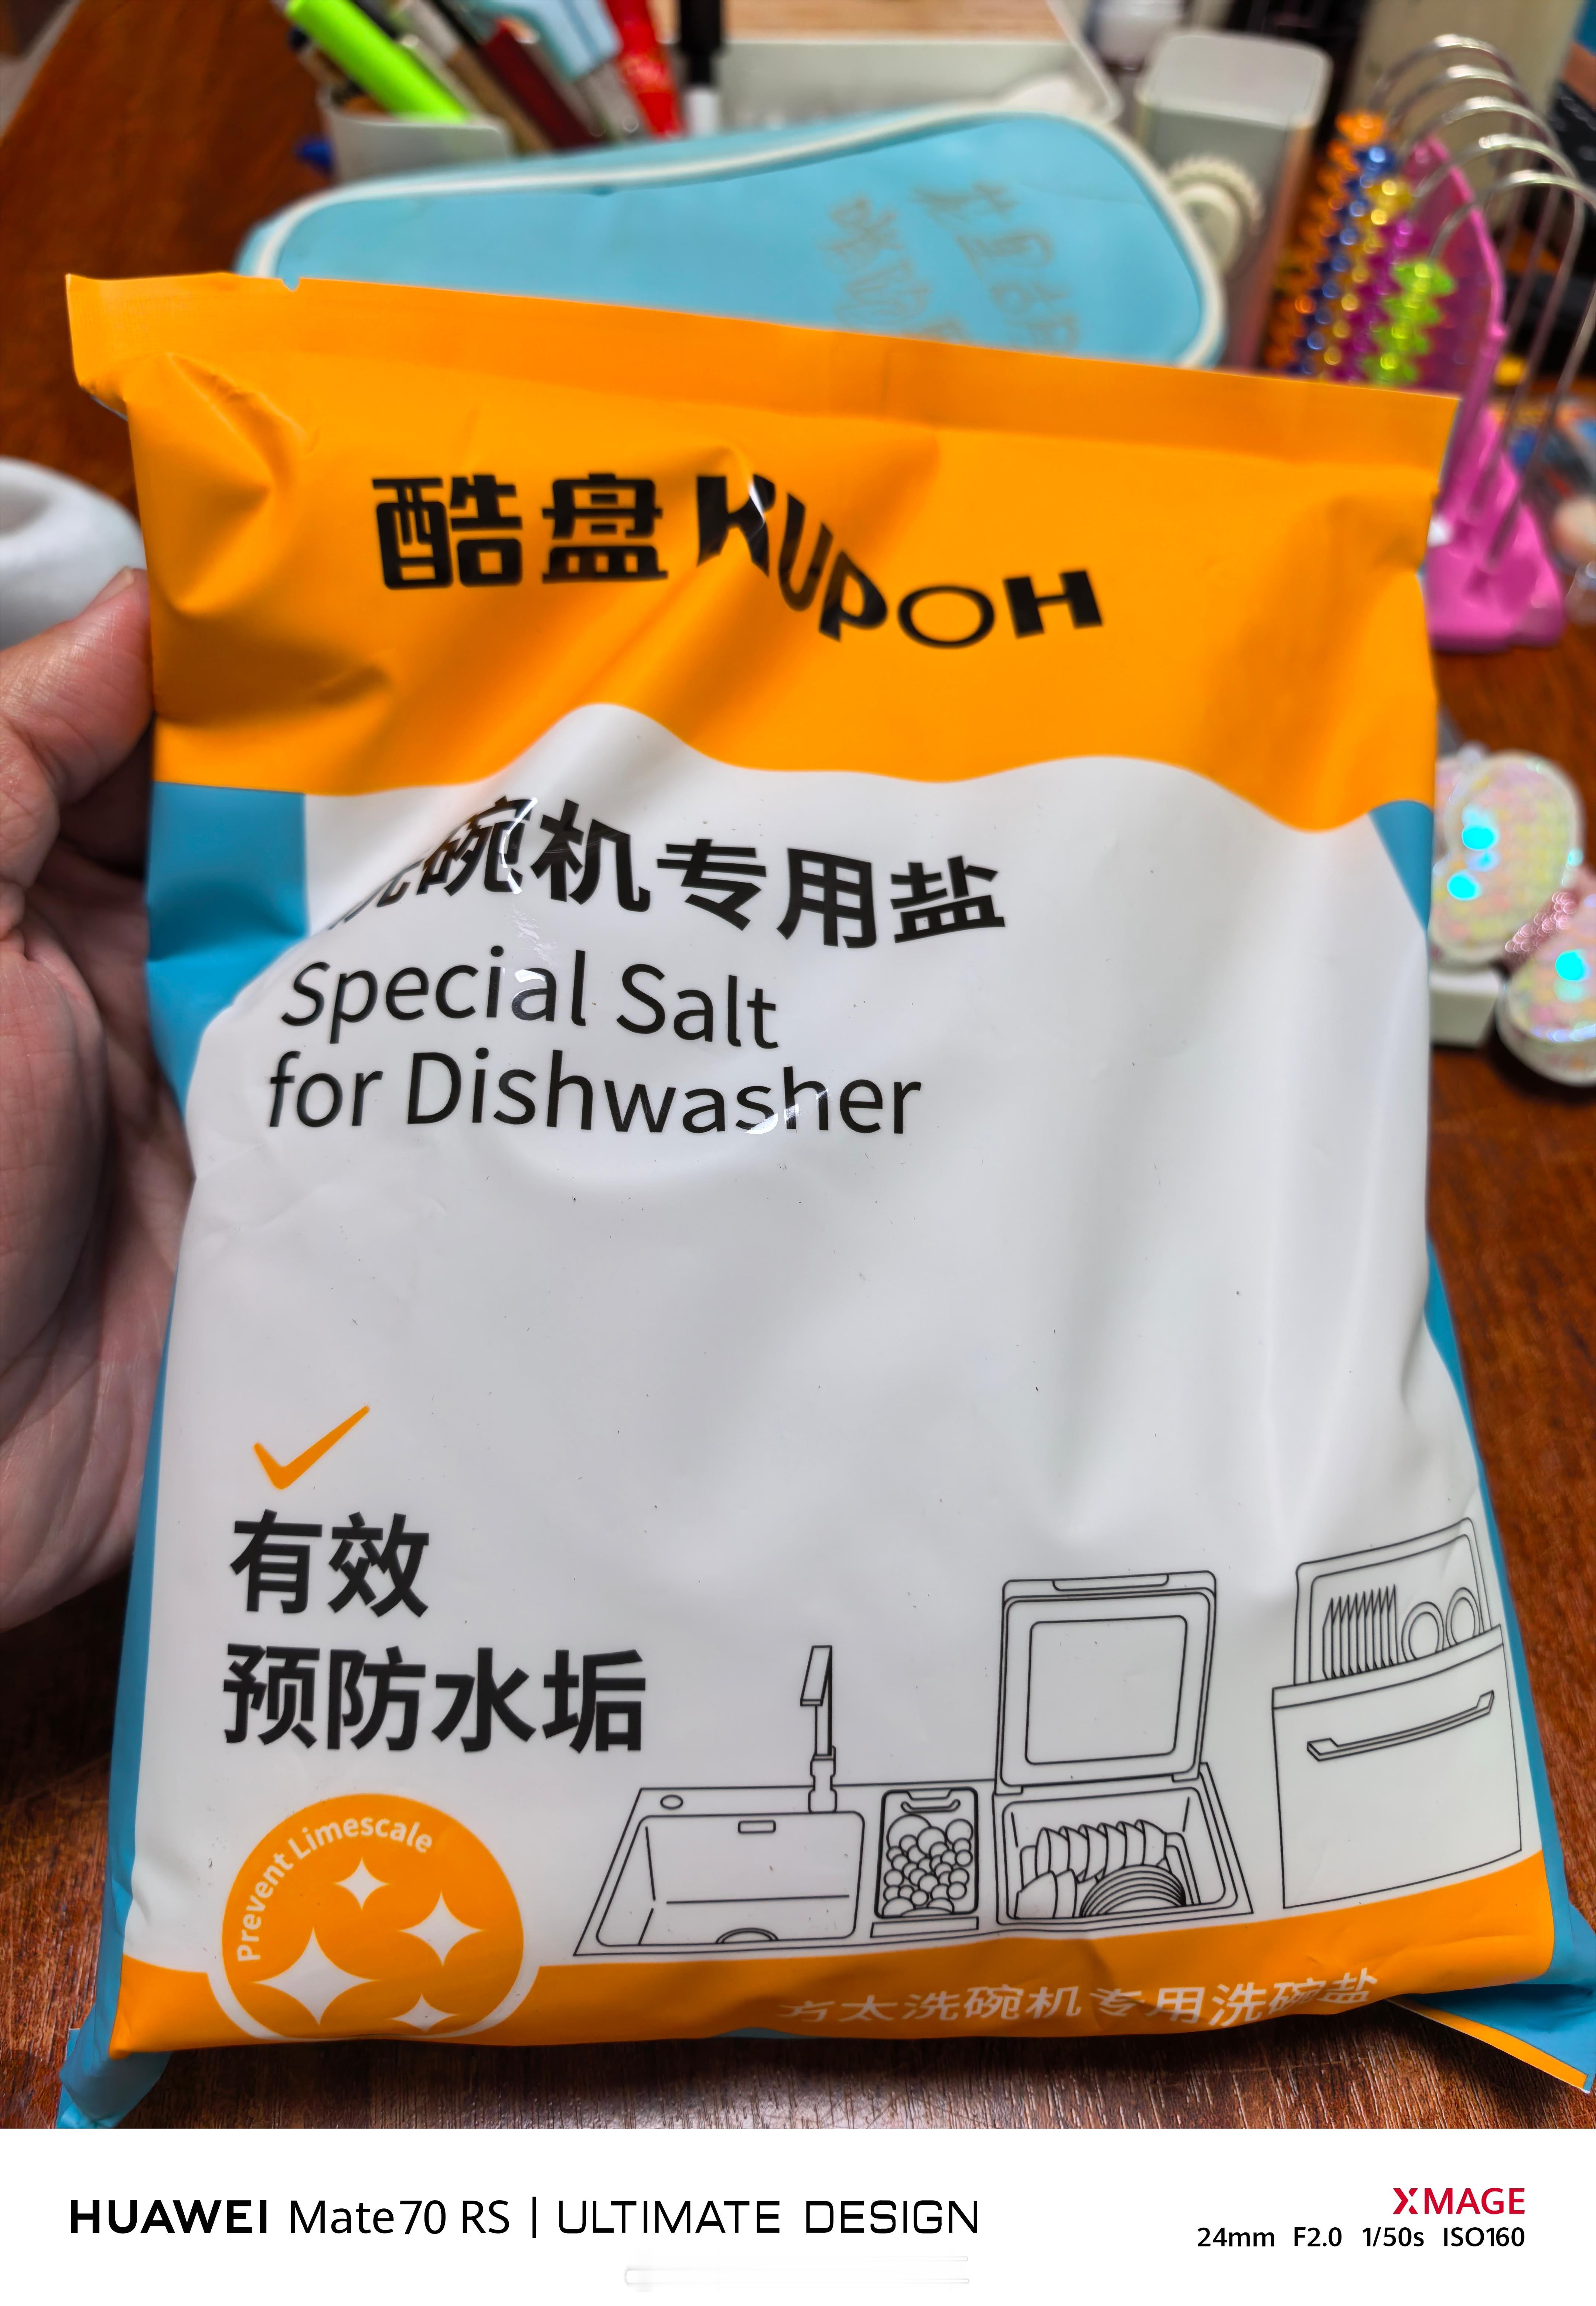 酷盘 KUPOH
洗碗机专用盐
Special Salt
for Dishwasher
有效
预防水垢
Prevent Limescale
方太洗碗机专用洗碗盐
HUAWEI Mate70 RS | ULTIMATE DESIGN
XMAGE
24mm F2.0 1/50s ISO160